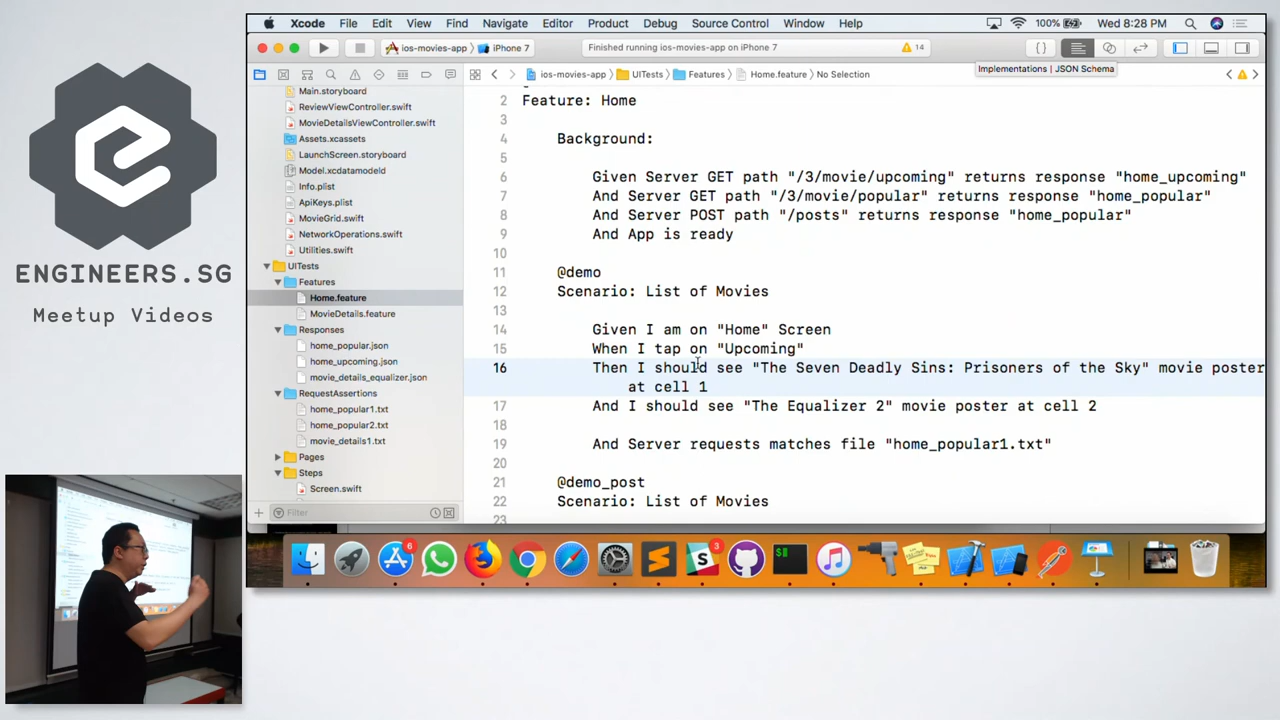 Xcode File Edit View Find Navigate Editor Product Debug Source Control Window Help 100% Wed 8:28 PM
ios-movies-app iPhone 7 Finished running ios-movies-app on iPhone 7 14
Implementations | JSON Schema
ios-movies-app UITests Features Home.feature No Selection
Main.storyboard
ReviewViewController.swift
MovieDetailsViewController.swift
Assets.xcassets
LaunchScreen.storyboard
Model.xcdatamodeld
Info.plist
ApiKeys.plist
MovieGrid.swift
NetworkOperations.swift
Utilities.swift
UITests
Features
Home.feature
MovieDetails.feature
Responses
home_popular.json
home_upcoming.json
movie_details_equalizer.json
RequestAssertions
home_popular1.txt
home_popular2.txt
movie_details1.txt
Pages
Steps
Screen.swift
Filter
2 Feature: Home
3
4 Background:
5
6 Given Server GET path "/3/movie/upcoming" returns response "home_upcoming"
7 And Server GET path "/3/movie/popular" returns response "home_popular"
8 And Server POST path "/posts" returns response "home_popular"
9 And App is ready
10
11 @demo
12 Scenario: List of Movies
13
14 Given I am on "Home" Screen
15 When I tap on "Upcoming"
16 Then I should see "The Seven Deadly Sins: Prisoners of the Sky" movie poster
at cell 1
17 And I should see "The Equalizer 2" movie poster at cell 2
18
19 And Server requests matches file "home_popular1.txt"
20
21 @demo_post
22 Scenario: List of Movies
23
6
3
ENGINEERS.SG
Meetup Videos